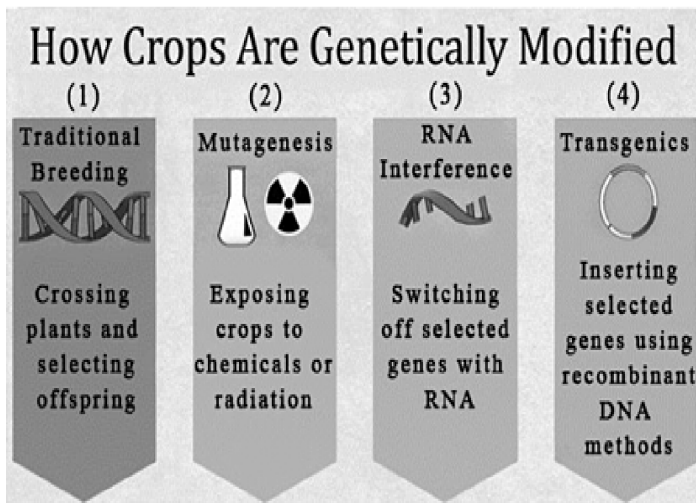 How Crops Are Genetically Modified
(1)
Traditional
Breeding
Crossing
plants and
selecting
offspring
(2)
Mutagenesis
Exposing
crops to
chemicals or
radiation
(3)
RNA
Interference
Switching
off selected
genes with
RNA
(4)
Transgenics
Inserting
selected
genes using
recombinant
DNA
methods